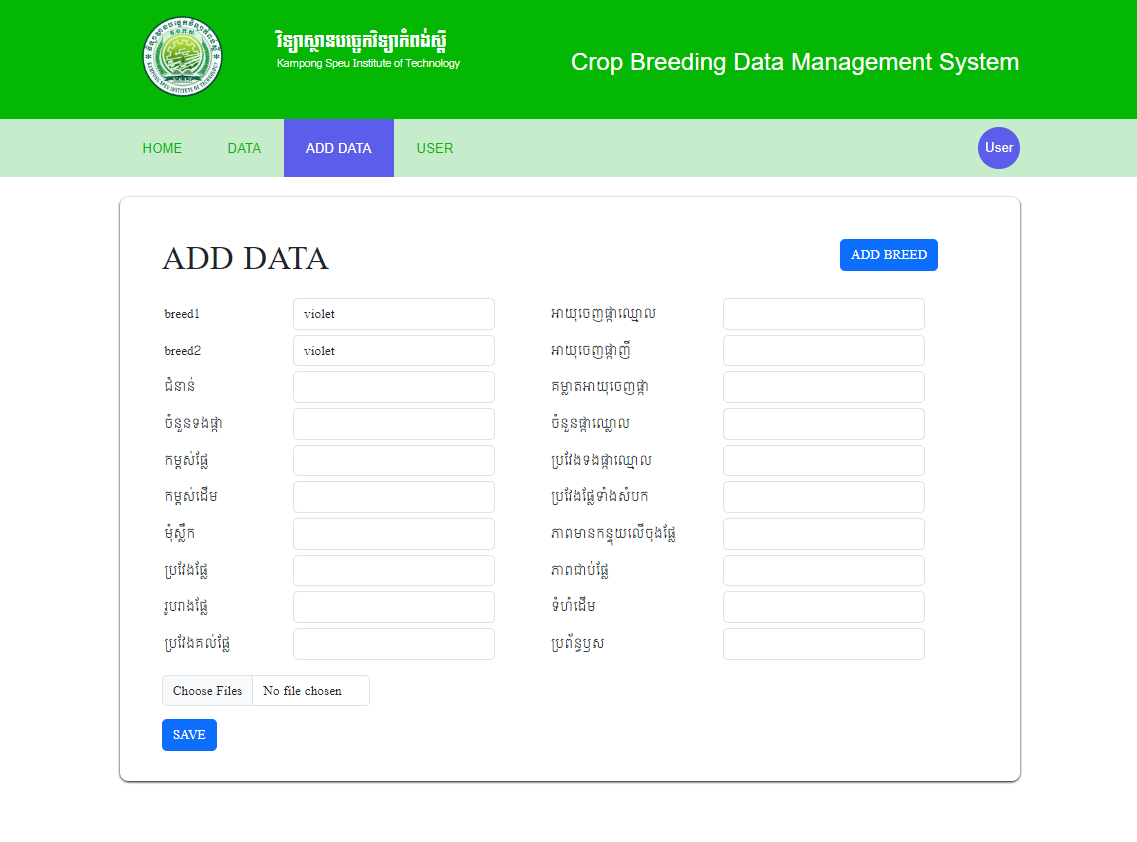 វិទ្យាស្ថានបច្ចេកវិទ្យាកំពង់ស្ពឺ
Kampong Speu Institute of Technology
Crop Breeding Data Management System
KAMPONG SPEU INSTITUTE OF TECHNOLOGY
HOME DATA ADD DATA USER User
ADD DATA ADD BREED
breed1 violet អាយុចេញផ្កាឈ្មោល
breed2 violet អាយុចេញផ្កាញី
ជំនាន់ គម្លាតអាយុចេញផ្កា
ចំនួនទងផ្កា ចំនួនផ្កាឈ្មោល
កម្ពស់ផ្លែ ប្រវែងទងផ្កាឈ្មោល
កម្ពស់ដើម ប្រវែងផ្លែទាំងសំបក
មុំស្លឹក ភាពមានកន្ទុយលើចុងផ្លែ
ប្រវែងផ្លែ ភាពជាប់ផ្លែ
រូបរាងផ្លែ ទំហំដើម
ប្រវែងគល់ផ្លែ ប្រព័ន្ធឫស
Choose Files No file chosen
SAVE